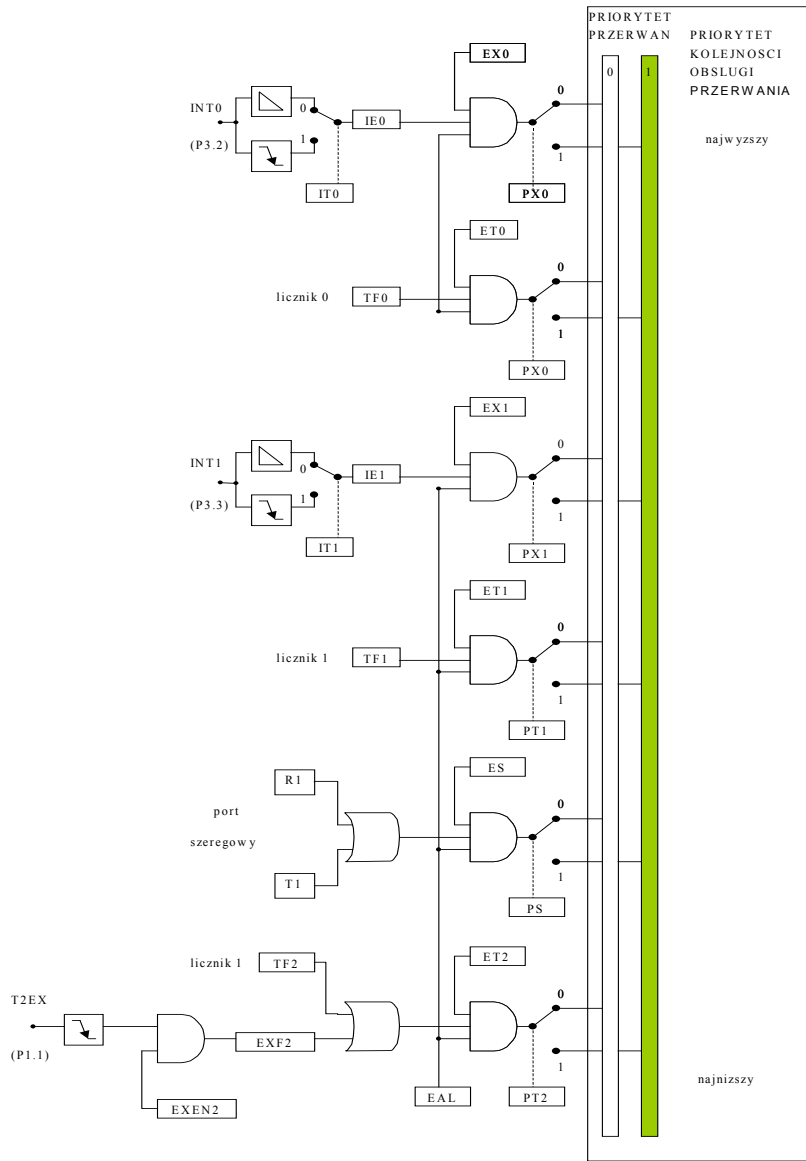 PRIORYTET
PRZERWAN
PRIORYTET
KOLEJNOSCI
OBSLUGI
PRZERWANIA
0
1
EX0
INT0
0
IE0
0
(P3.2)
1
1
najwyzszy
IT0
PX0
ET0
0
licznik 0
TF0
1
PX0
EX1
INT1
0
IE1
0
(P3.3)
1
1
IT1
PX1
ET1
0
licznik 1
TF1
1
PT1
ES
R1
0
port
szeregowy
T1
1
PS
licznik 1
TF2
ET2
0
T2EX
(P1.1)
EXF2
1
EXEN2
EAL
PT2
najnizszy